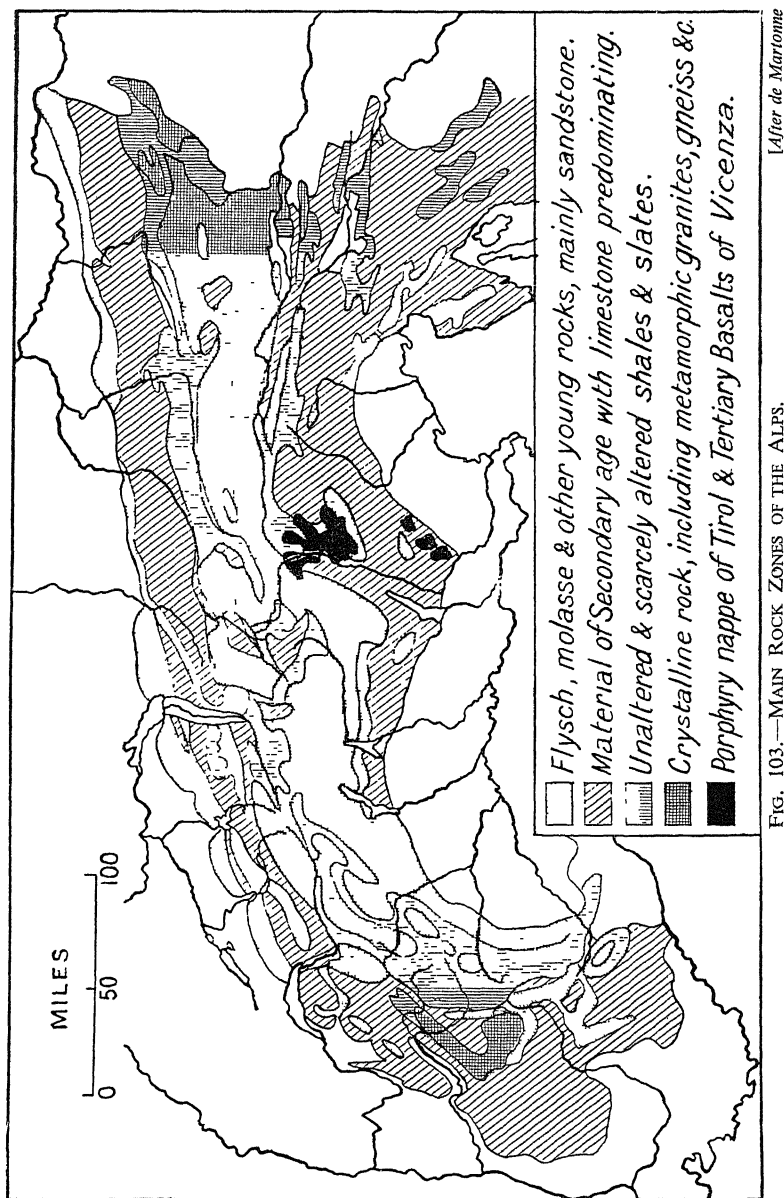 MILES
0 50 100
Flysch, molasse & other young rocks, mainly sandstone.
Material of Secondary age with limestone predominating.
Unaltered & scarcely altered shales & slates.
Crystalline rock, including metamorphic granites, gneiss &c.
Porphyry nappe of Tirol & Tertiary Basalts of Vicenza.
FIG. 103.—MAIN ROCK ZONES OF THE ALPS.
[After de Martonne